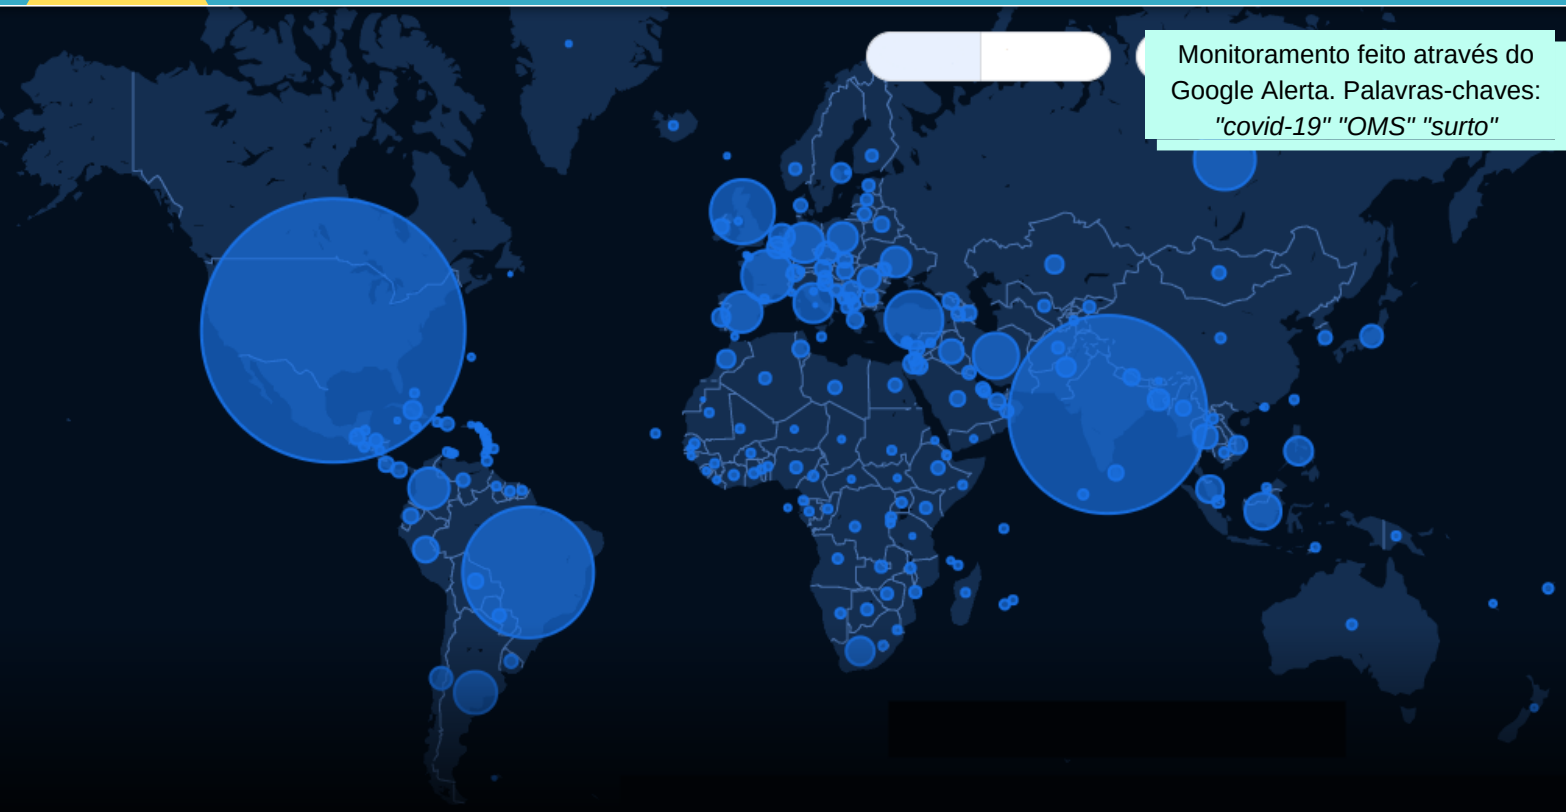 Monitoramento feito através do
Google Alerta. Palavras-chaves:
"covid-19" "OMS" "surto"